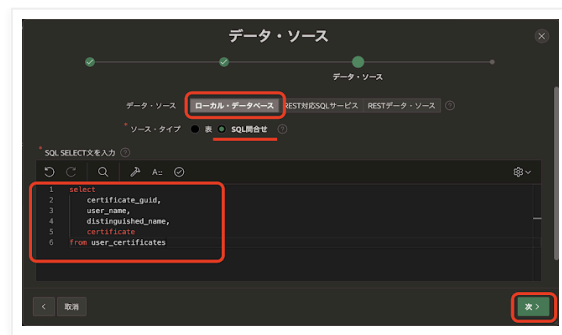 データ・ソース
データ・ソース
データ・ソース ローカル・データベース REST対応SQLサービス RESTデータ・ソース
* ソース・タイプ 表 SQL問合せ
* SQL SELECT文を入力
1 select
2 certificate_guid,
3 user_name,
4 distinguished_name,
5 certificate
6 from user_certificates
< 取消 次 >